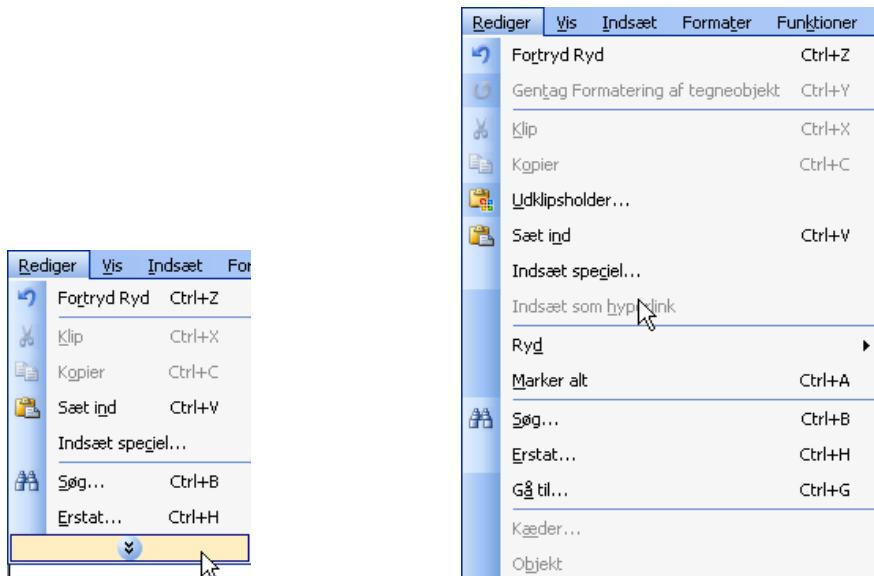 Rediger Vis Indsæt For
Fortryd Ryd Ctrl+Z
Klip Ctrl+X
Kopier Ctrl+C
Sæt ind Ctrl+V
Indsæt speciel...
Søg... Ctrl+B
Erstat... Ctrl+H
Rediger Vis Indsæt Formater Funktioner
Fortryd Ryd Ctrl+Z
Gentag Formatering af tegneobjekt Ctrl+Y
Klip Ctrl+X
Kopier Ctrl+C
Udklipsholder...
Sæt ind Ctrl+V
Indsæt speciel...
Indsæt som hyperlink
Ryd
Marker alt Ctrl+A
Søg... Ctrl+B
Erstat... Ctrl+H
Gå til... Ctrl+G
Kæder...
Objekt